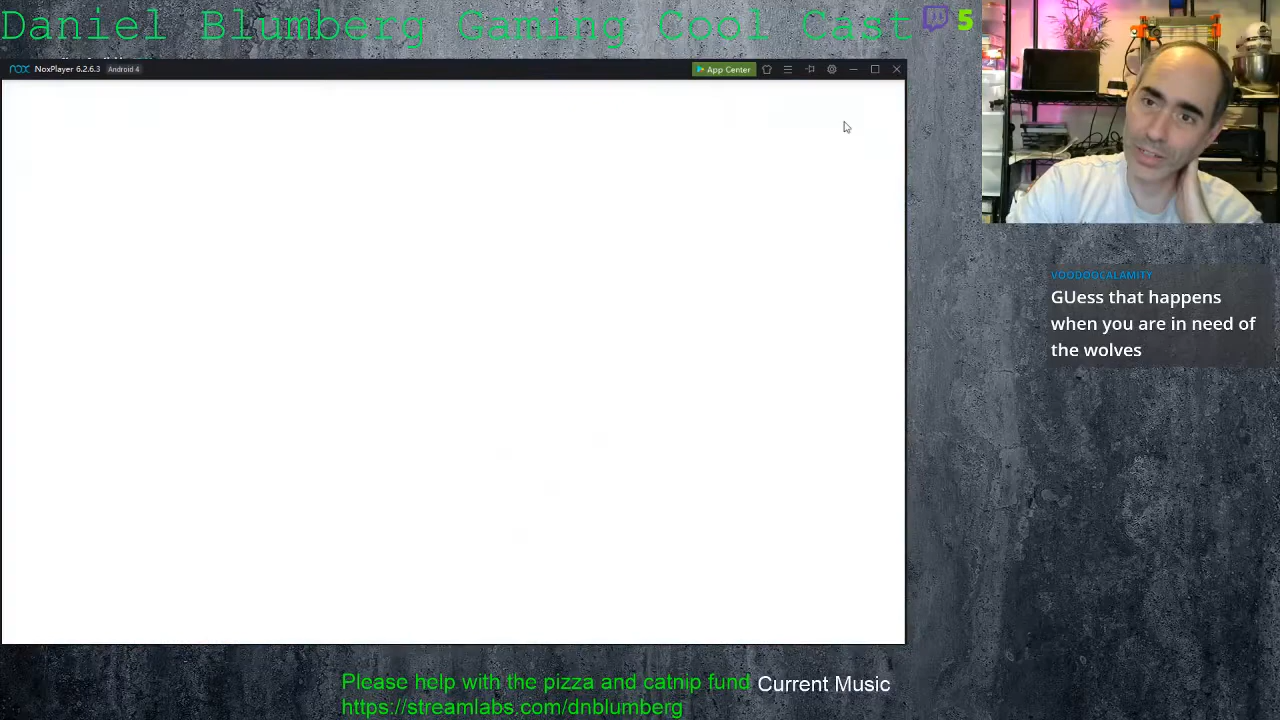 Daniel Blumberg Gaming Cool Cast 5
nox NoxPlayer 6.2.6.3 Android 4 App Center
VOODOOCALAMITY
GUess that happens
when you are in need of
the wolves
Please help with the pizza and catnip fund Current Music
https://streamlabs.com/dnblumberg